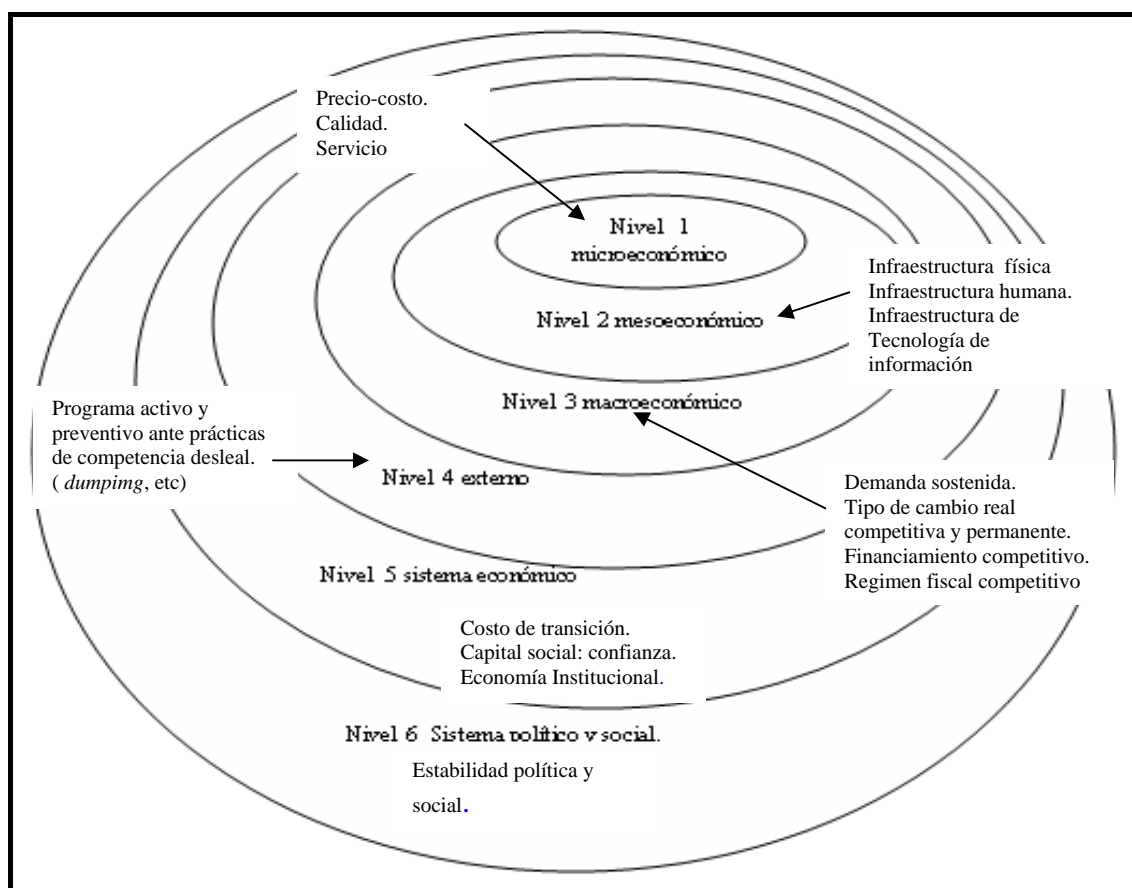 Precio-costo.
Calidad.
Servicio
Nivel 1
microeconómico
Infraestructura física
Infraestructura humana.
Infraestructura de
Tecnología de
información
Nivel 2 mesoeconómico
Nivel 3 macroeconómico
Programa activo y
preventivo ante prácticas
de competencia desleal.
( dumpimg, etc)
Nivel 4 externo
Demanda sostenida.
Tipo de cambio real
competitiva y permanente.
Financiamiento competitivo.
Regimen fiscal competitivo
Nivel 5 sistema económico
Costo de transición.
Capital social: confianza.
Economía Institucional.
Nivel 6 Sistema político y social.
Estabilidad política y
social.